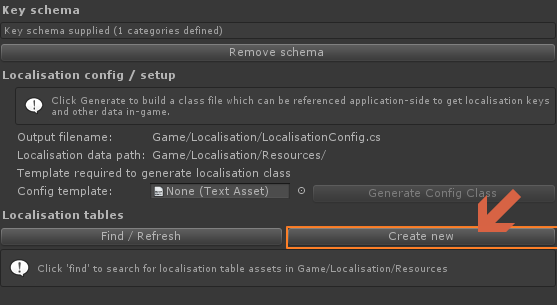 Key schema
Key schema supplied (1 categories defined)
Remove schema
Localisation config / setup
Click Generate to build a class file which can be referenced application-side to get localisation keys
and other data in-game.
Output filename: Game/Localisation/LocalisationConfig.cs
Localisation data path: Game/Localisation/Resources/
Template required to generate localisation class
Config template: None (Text Asset) Generate Config Class
Localisation tables
Find / Refresh Create new
Click 'find' to search for localisation table assets in Game/Localisation/Resources